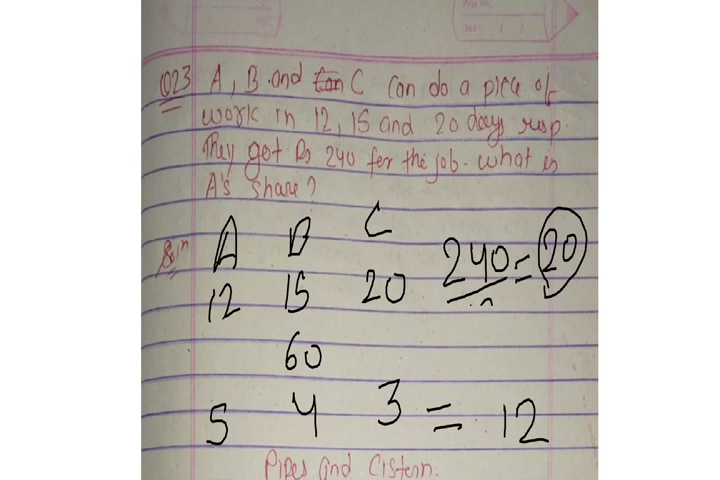 Q23 A, B and C can do a piece of
work in 12, 15 and 20 days resp.
They got Rs 240 for the job. what is
A's share?
Soln
A B C
12 15 20 240 = 20
60
5 4 3 = 12
Pipes and Cistern.